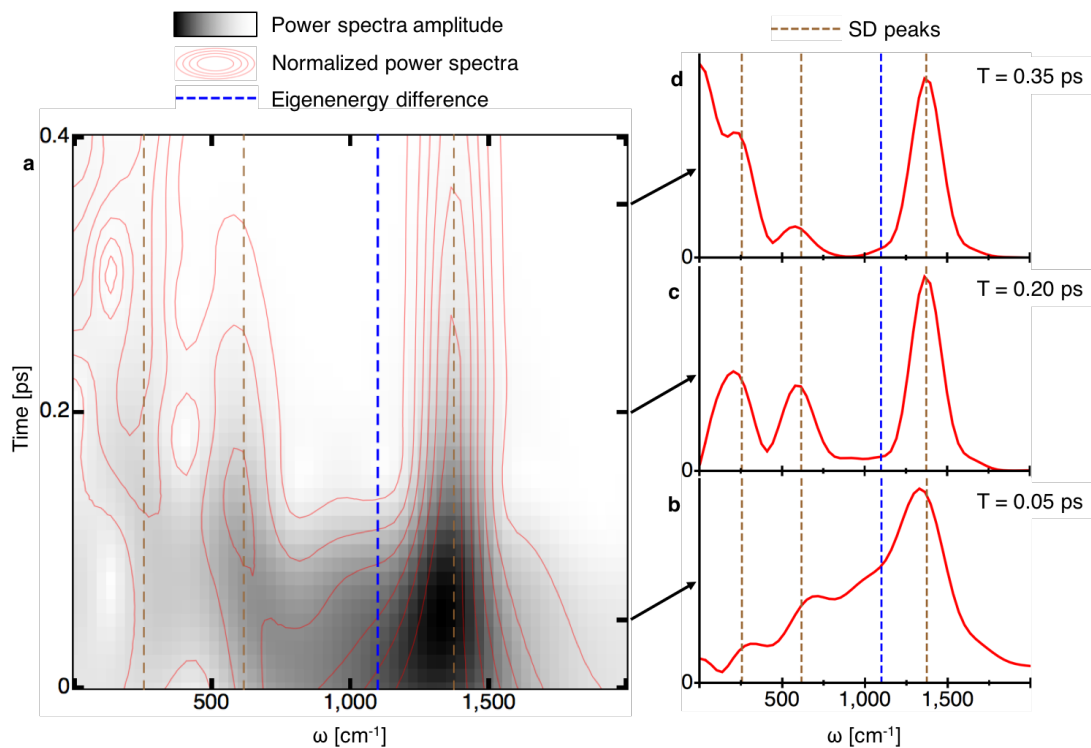 Power spectra amplitude
Normalized power spectra
Eigenenergy difference
SD peaks
a
0.4
0.2
0
Time [ps]
500
1,000
1,500
ω [cm⁻¹]
d
T = 0.35 ps
0
c
T = 0.20 ps
0
b
T = 0.05 ps
0
500
1,000
1,500
ω [cm⁻¹]